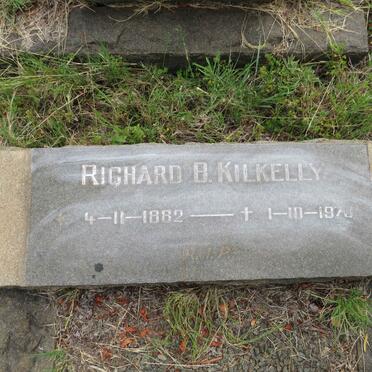 RICHARD B. KILKELLY
* 4-11-1882 — † 1-10-1970
R.I.P.